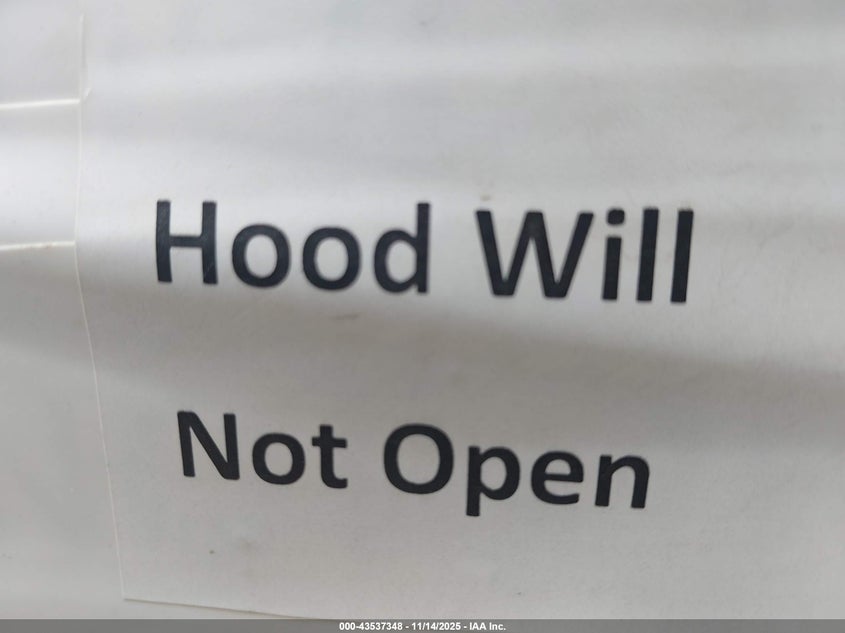 Hood Will
Not Open
000-43537348 - 11/14/2025 - IAA Inc.